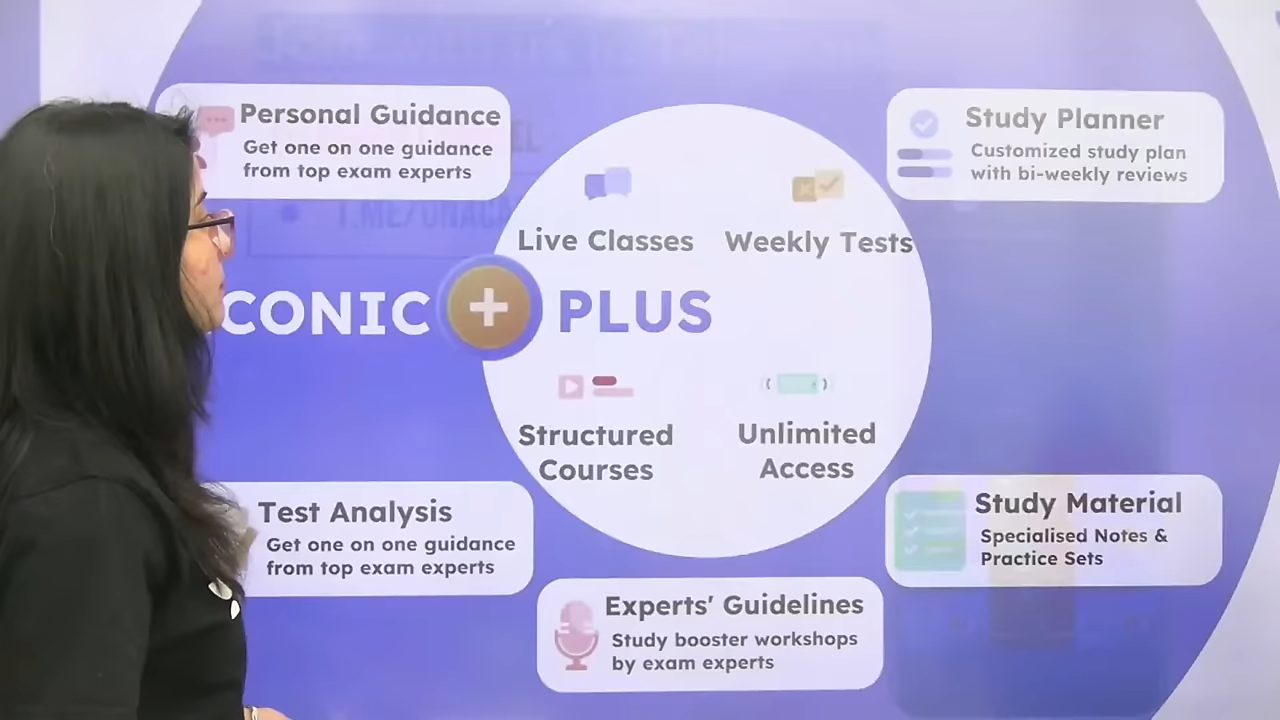 Personal Guidance
Get one on one guidance
from top exam experts
Study Planner
Customized study plan
with bi-weekly reviews
Live Classes
Weekly Tests
CONIC + PLUS
Structured
Courses
Unlimited
Access
Test Analysis
Get one on one guidance
from top exam experts
Study Material
Specialised Notes &
Practice Sets
Experts' Guidelines
Study booster workshops
by exam experts